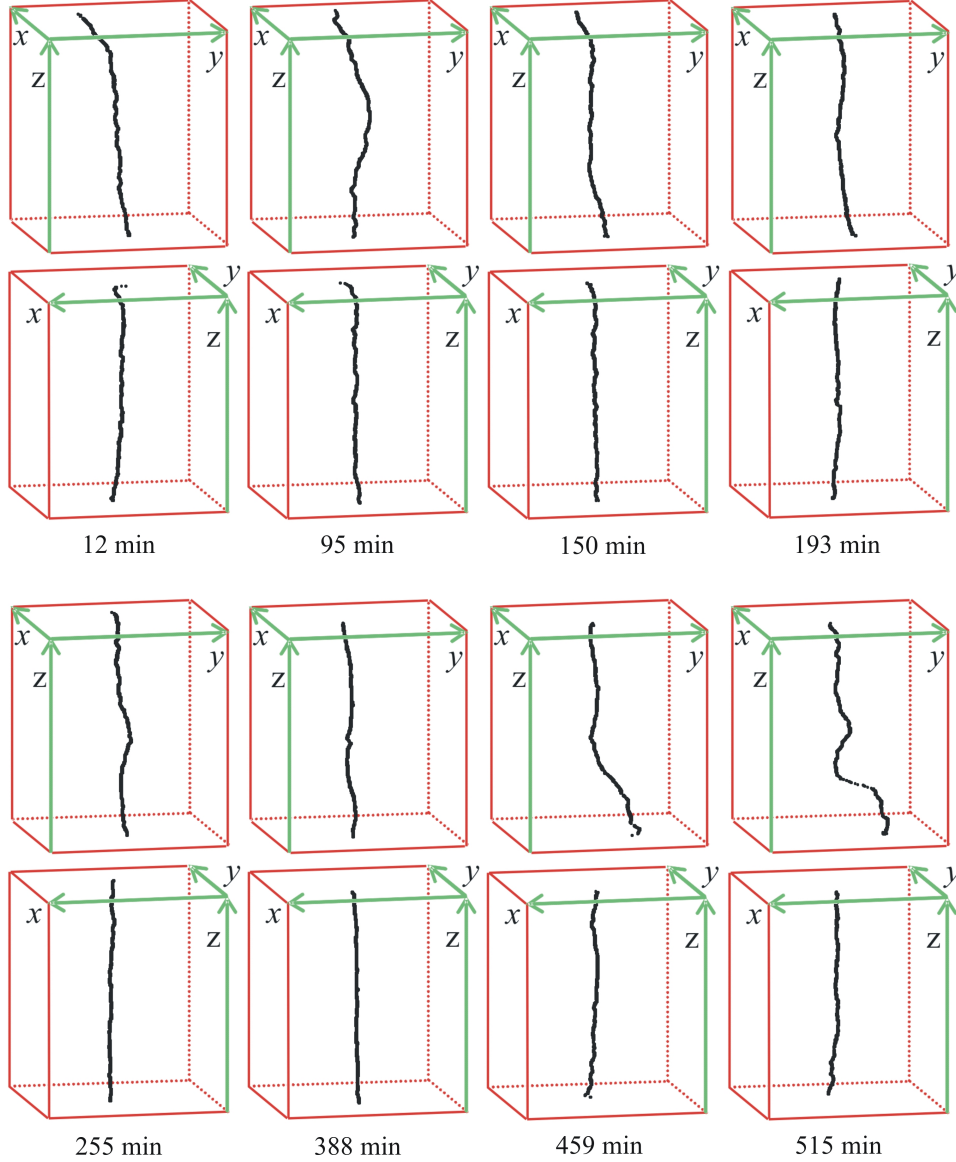 x y x y x y x y
z z z z
y y y y
x z x z x z x z
12 min 95 min 150 min 193 min
x y x y x y x y
z z z z
y y y y
x z x z x z x z
255 min 388 min 459 min 515 min